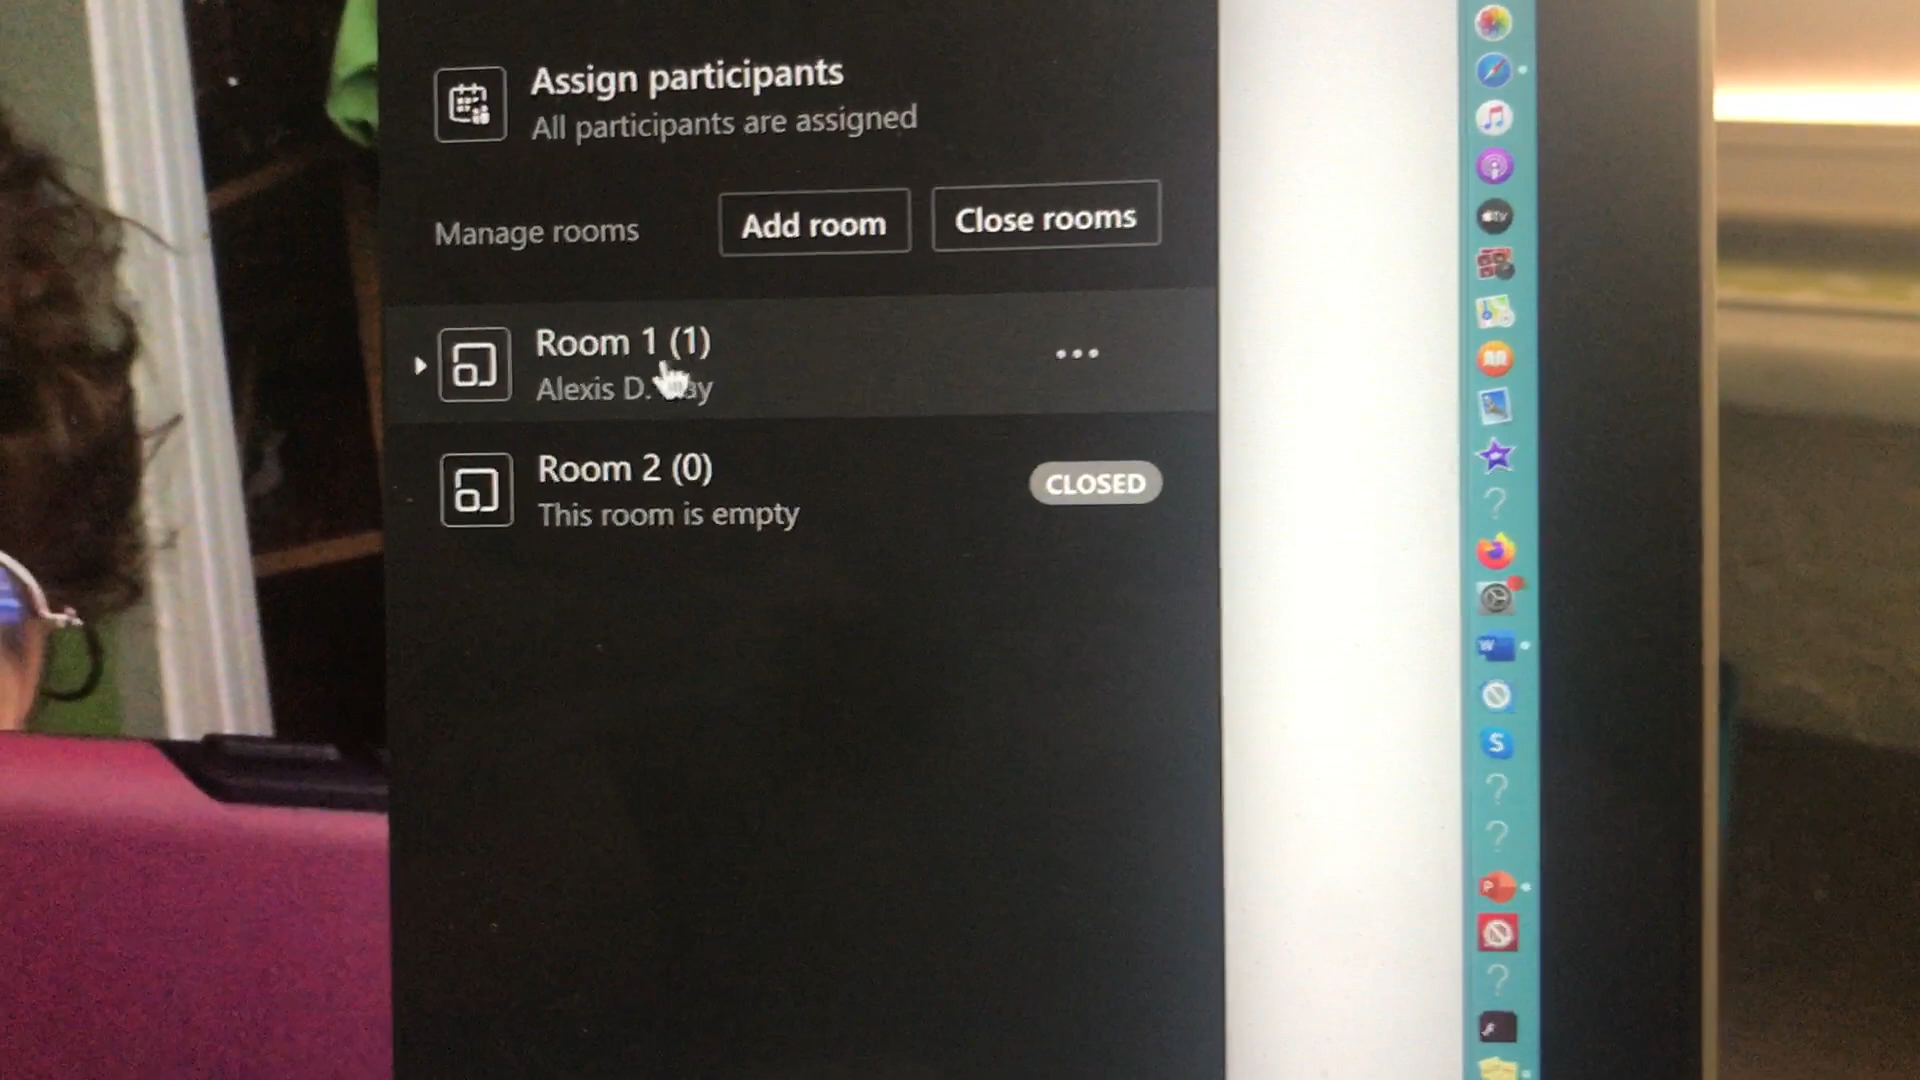 Assign participants
All participants are assigned
Manage rooms
Add room
Close rooms
Room 1 (1)
Alexis D.
Room 2 (0)
This room is empty
CLOSED